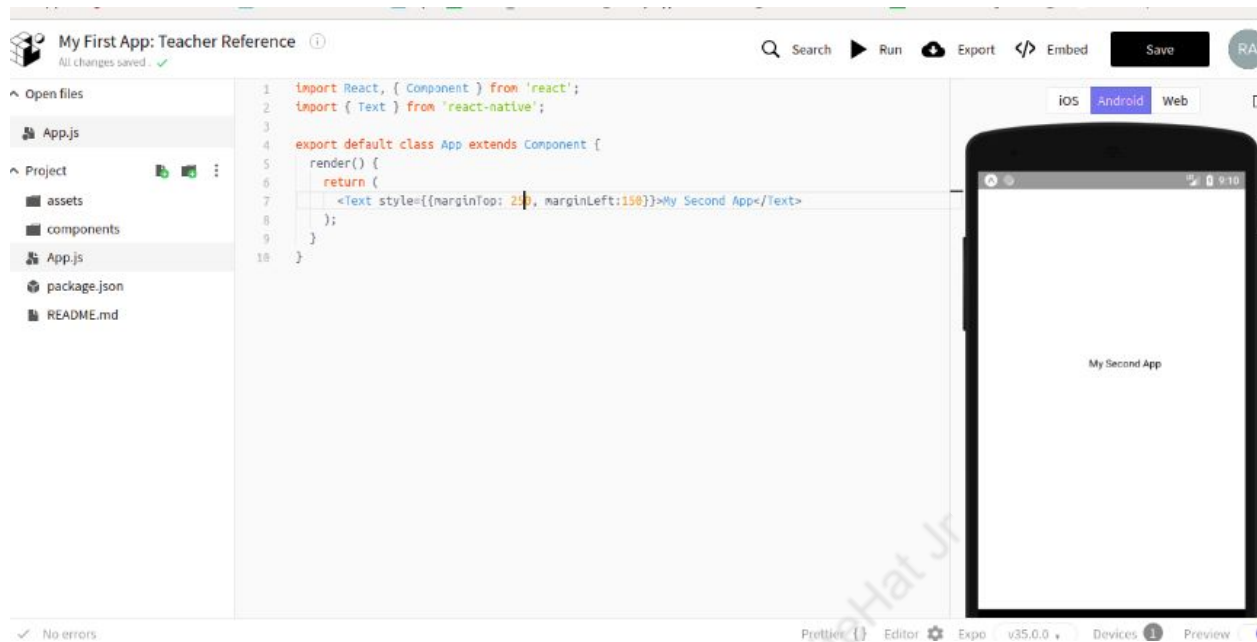 My First App: Teacher Reference
All changes saved.
Search Run Export Embed Save RA
Open files
App.js
Project
assets
components
App.js
package.json
README.md
1 import React, { Component } from 'react';
2 import { Text } from 'react-native';
3
4 export default class App extends Component {
5 render() {
6 return (
7 <Text style={{marginTop: 250, marginLeft:150}}>My Second App</Text>
8 );
9 }
10 }
iOS Android Web
9:10
My Second App
eHat Jr
No errors
Prettier {} Editor Expo v35.0.0 Devices 1 Preview